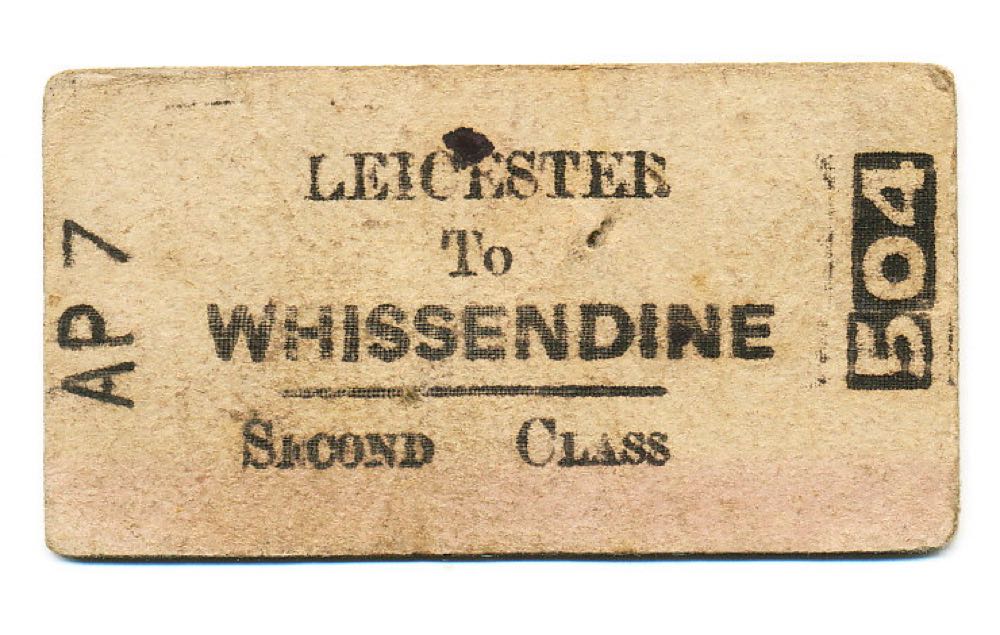 LEICESTER
To
WHISSENDINE
SECOND CLASS
AP 7
504